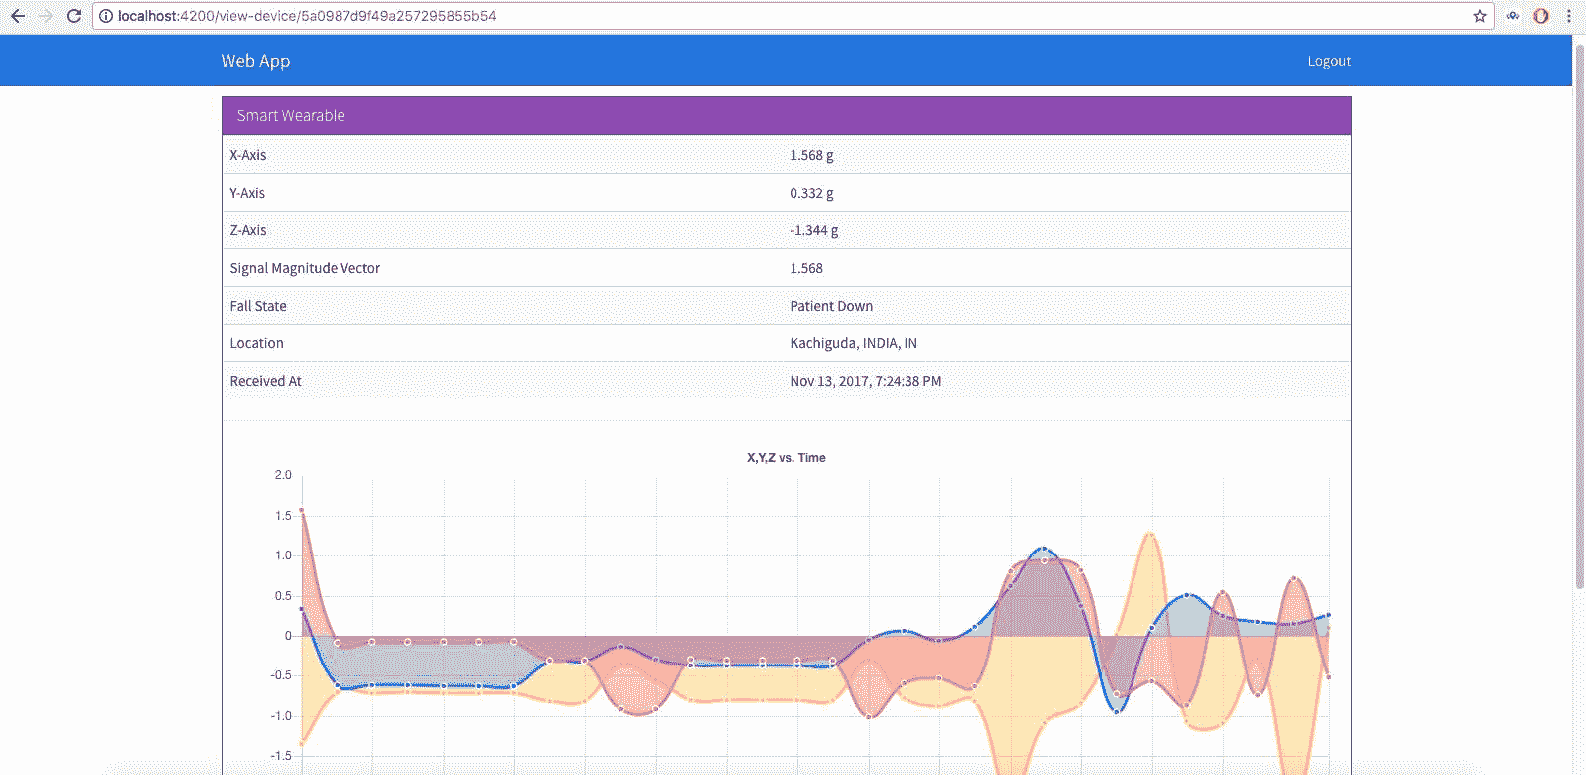 localhost:4200/view-device/5a0987d9f49a257295855b54
Web App Logout
Smart Wearable
X-Axis 1.568 g
Y-Axis 0.332 g
Z-Axis -1.344 g
Signal Magnitude Vector 1.568
Fall State Patient Down
Location Kachiguda, INDIA, IN
Received At Nov 13, 2017, 7:24:38 PM
X,Y,Z vs. Time
2.0
1.5
1.0
0.5
0
-0.5
-1.0
-1.5